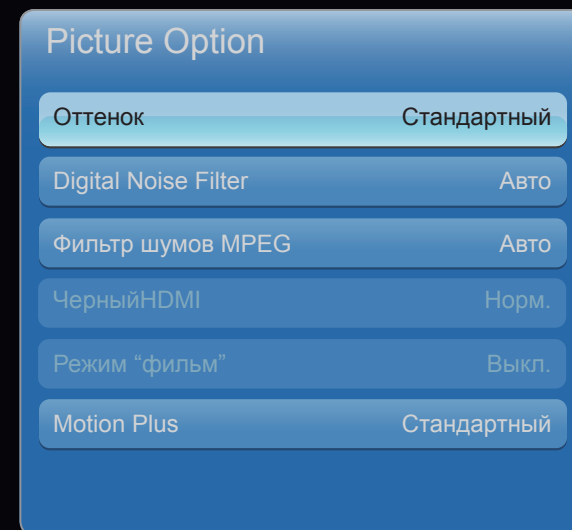 Picture Option
Оттенок Стандартный
Digital Noise Filter Авто
Фильтр шумов MPEG Авто
ЧерныйHDMI Норм.
Режим “фильм” Выкл.
Motion Plus Стандартный